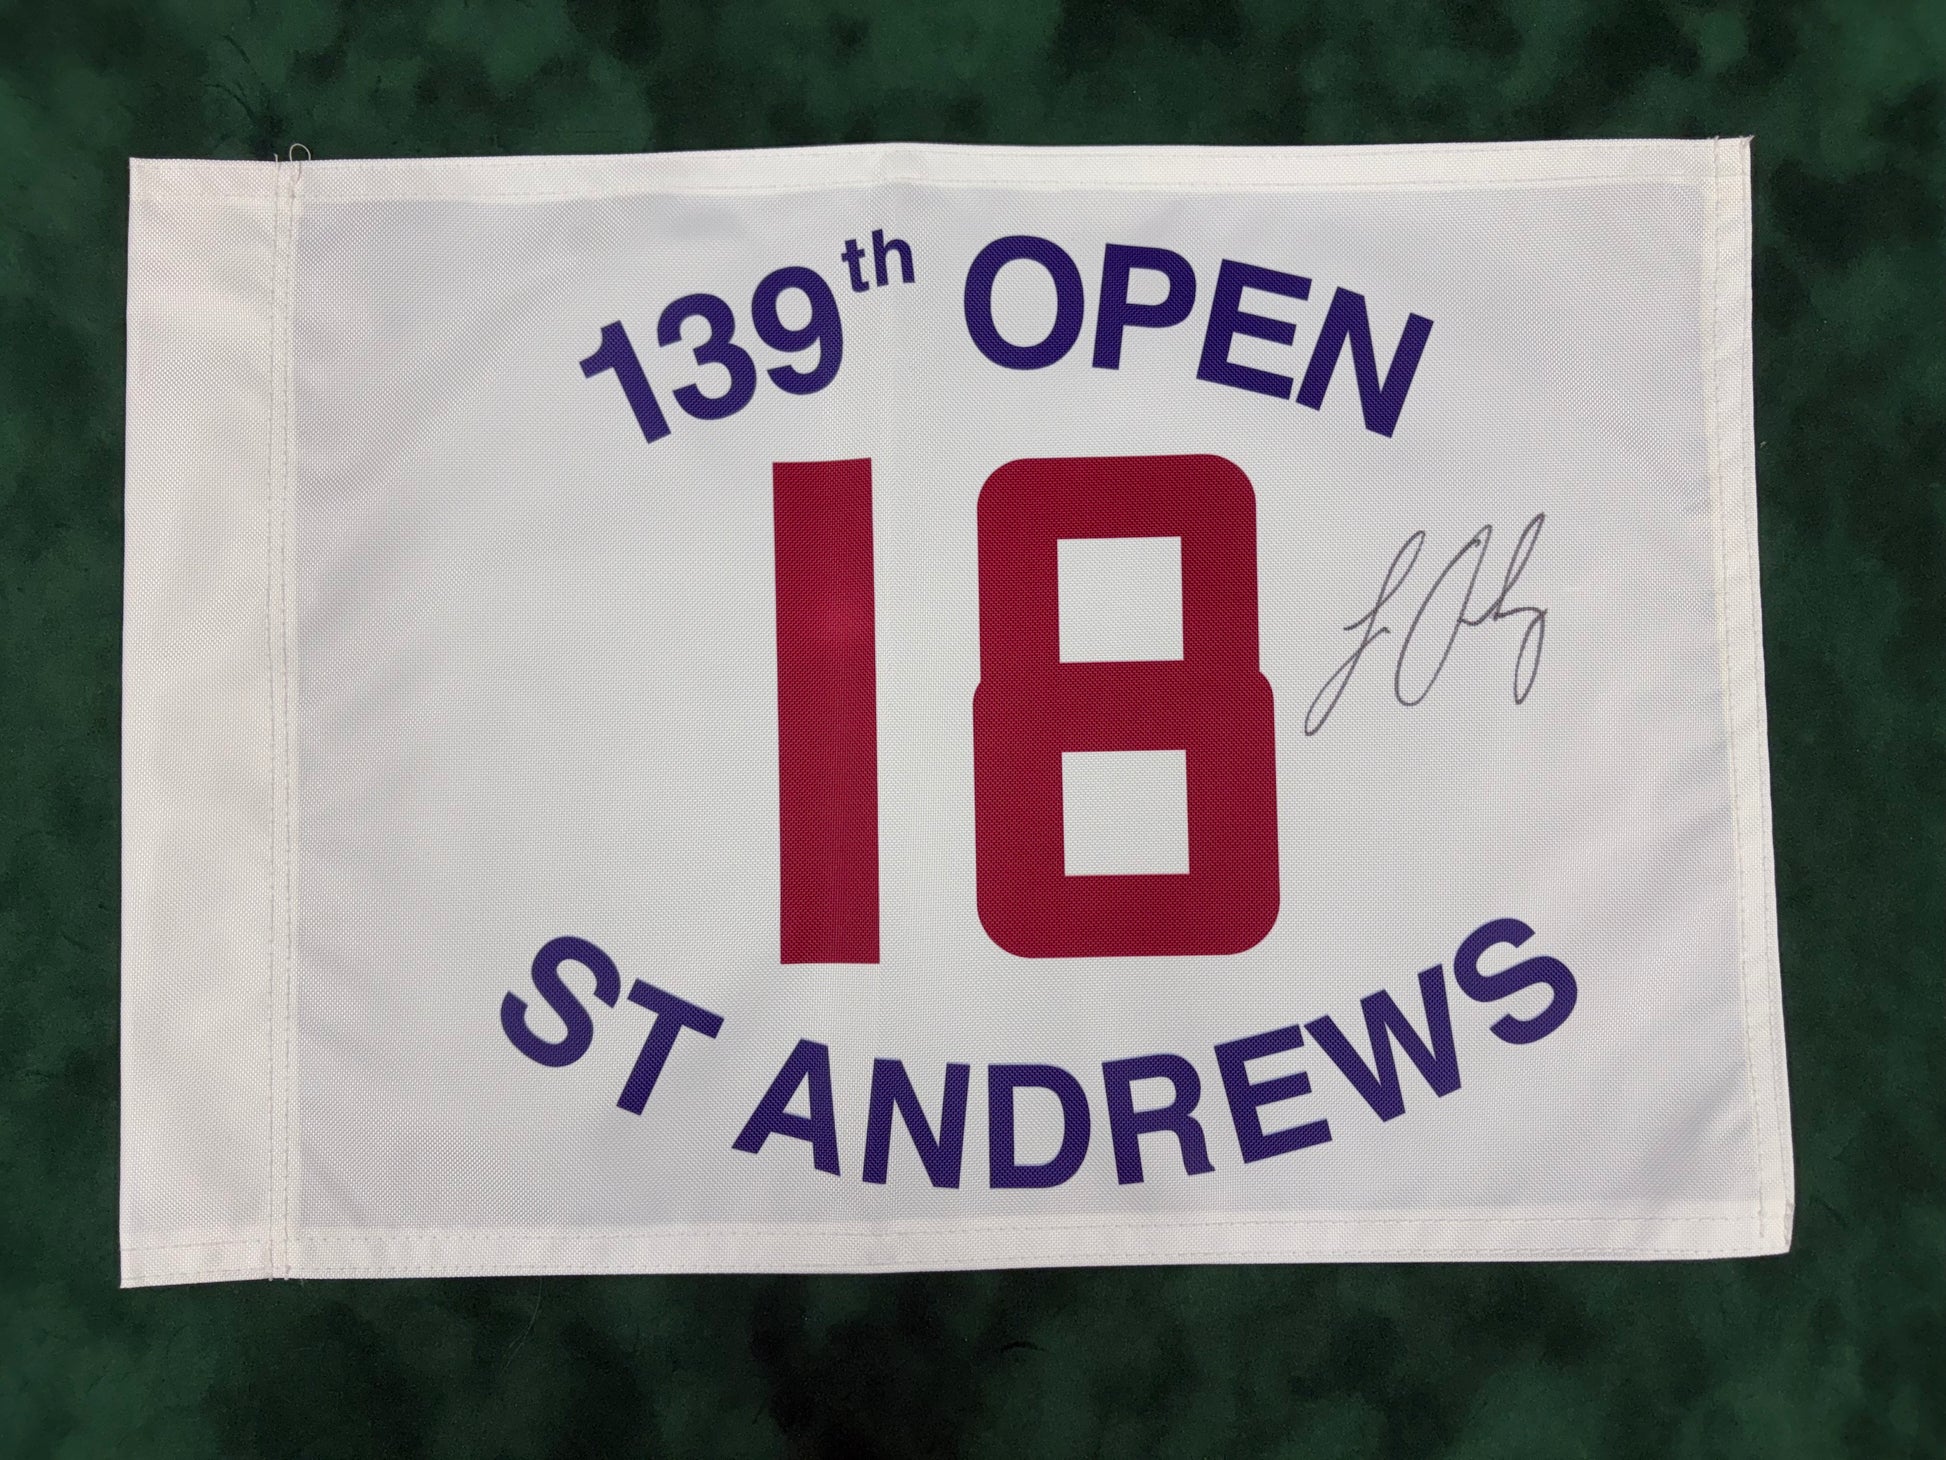 139th OPEN
18
ST ANDREWS